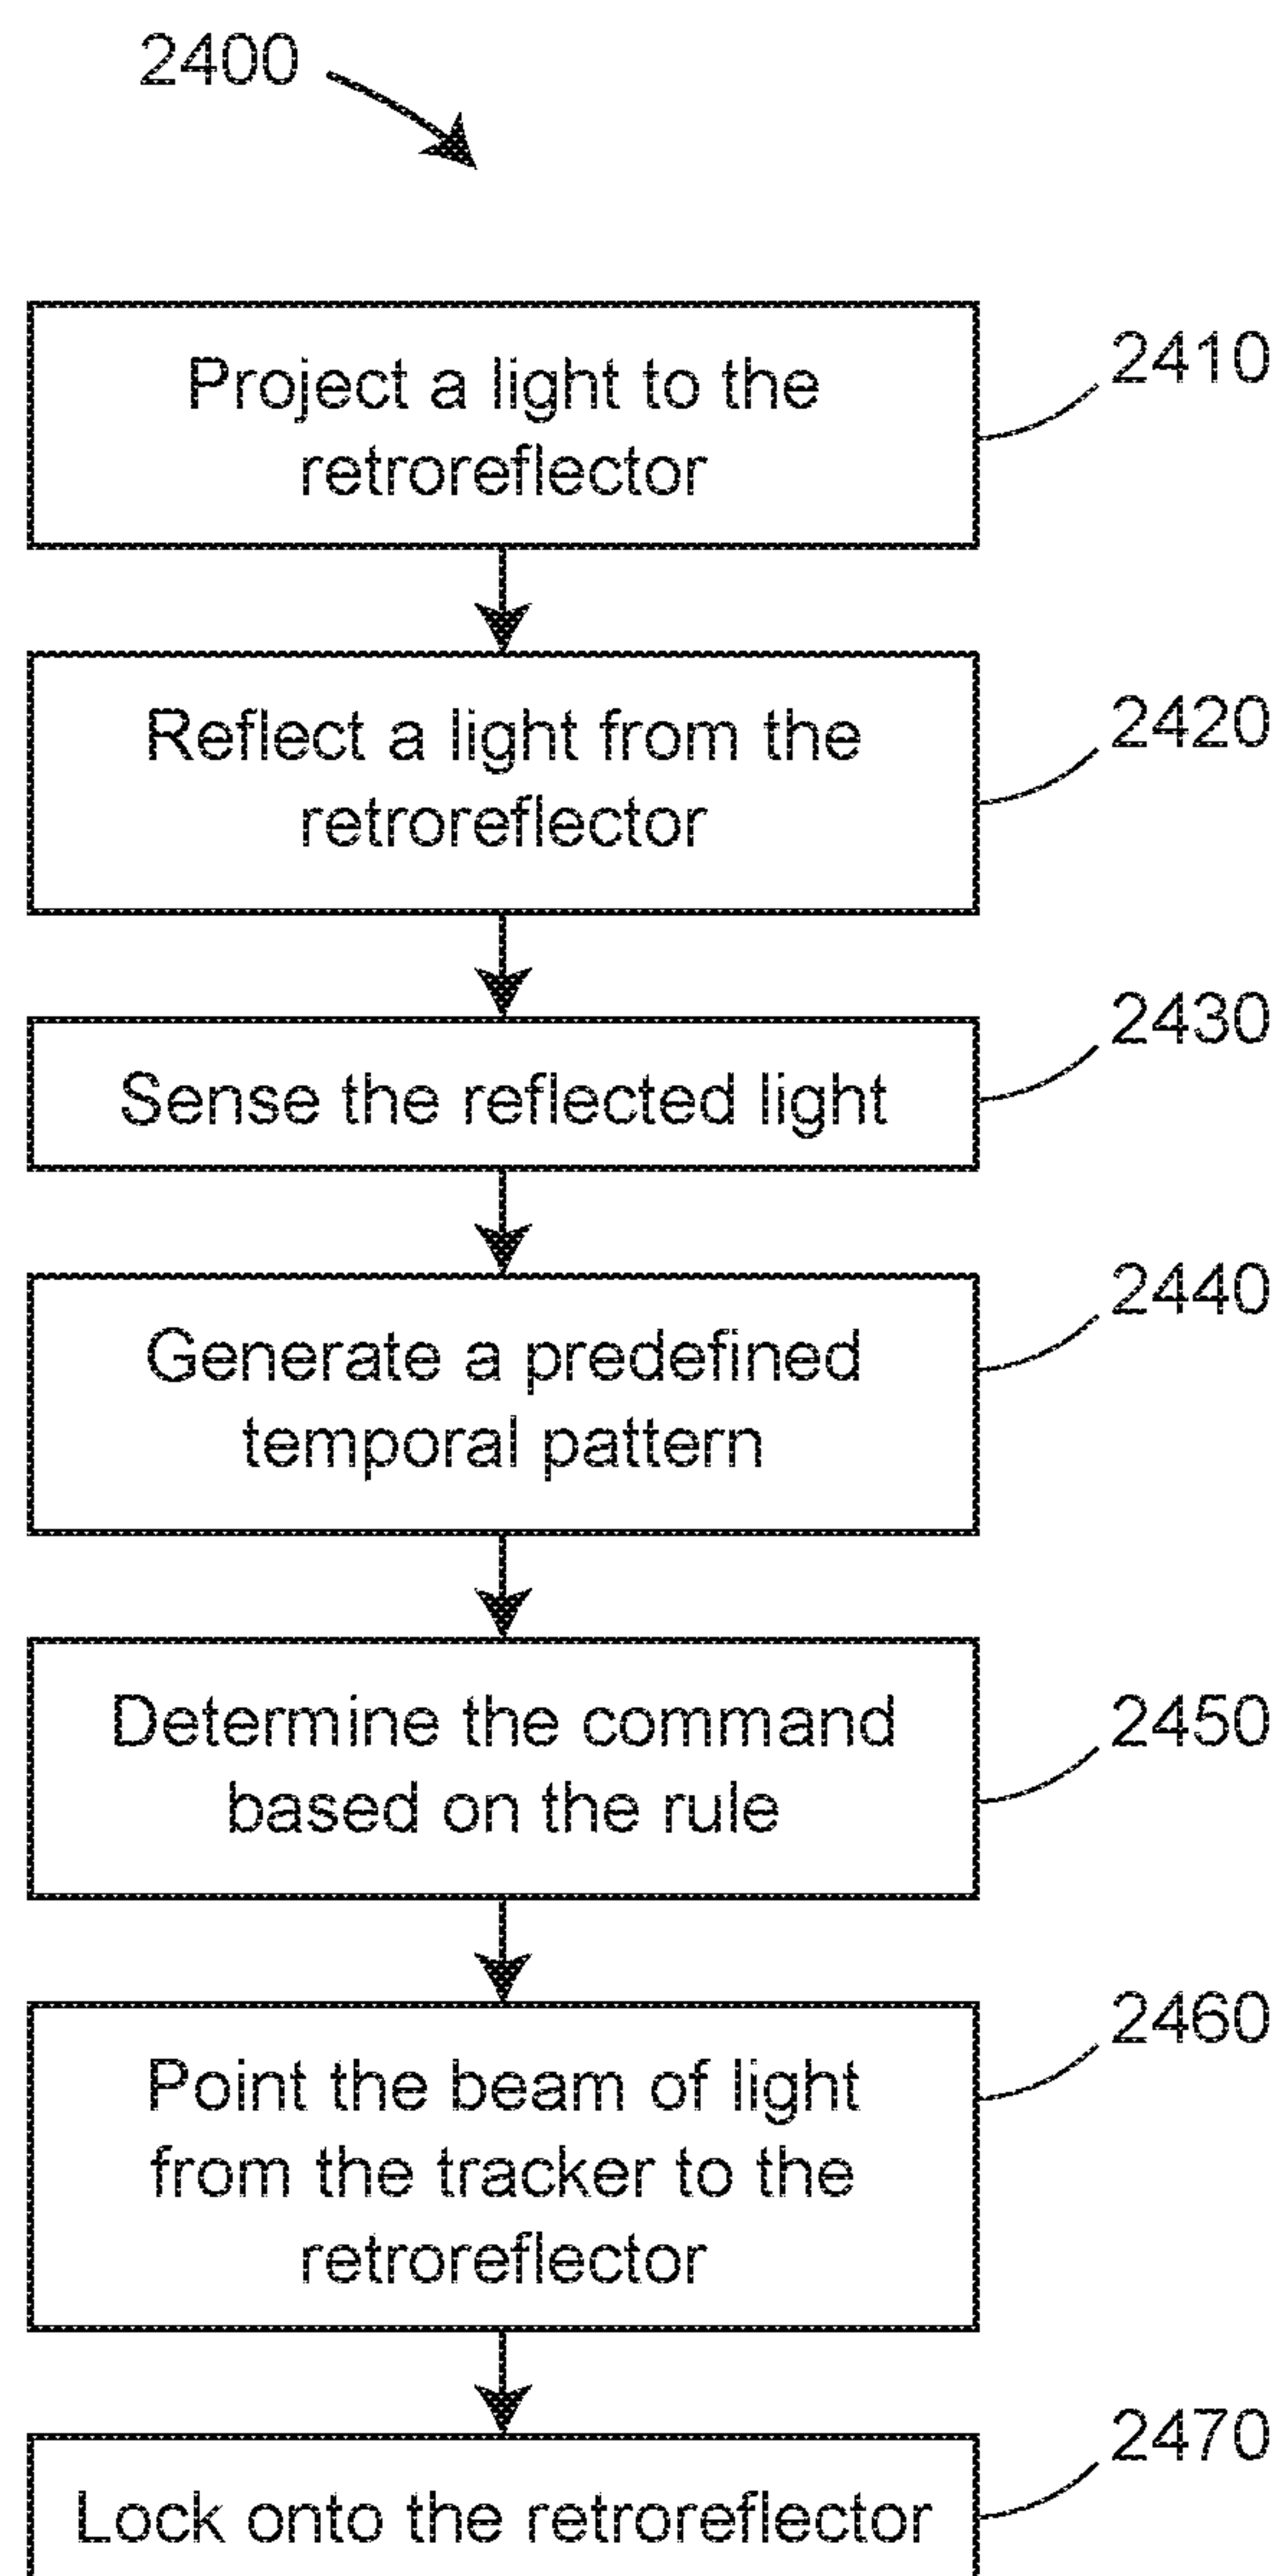 2400
Project a light to the
retroreflector
2410
Reflect a light from the
retroreflector
2420
Sense the reflected light
2430
Generate a predefined
temporal pattern
2440
Determine the command
based on the rule
2450
Point the beam of light
from the tracker to the
retroreflector
2460
Lock onto the retroreflector
2470